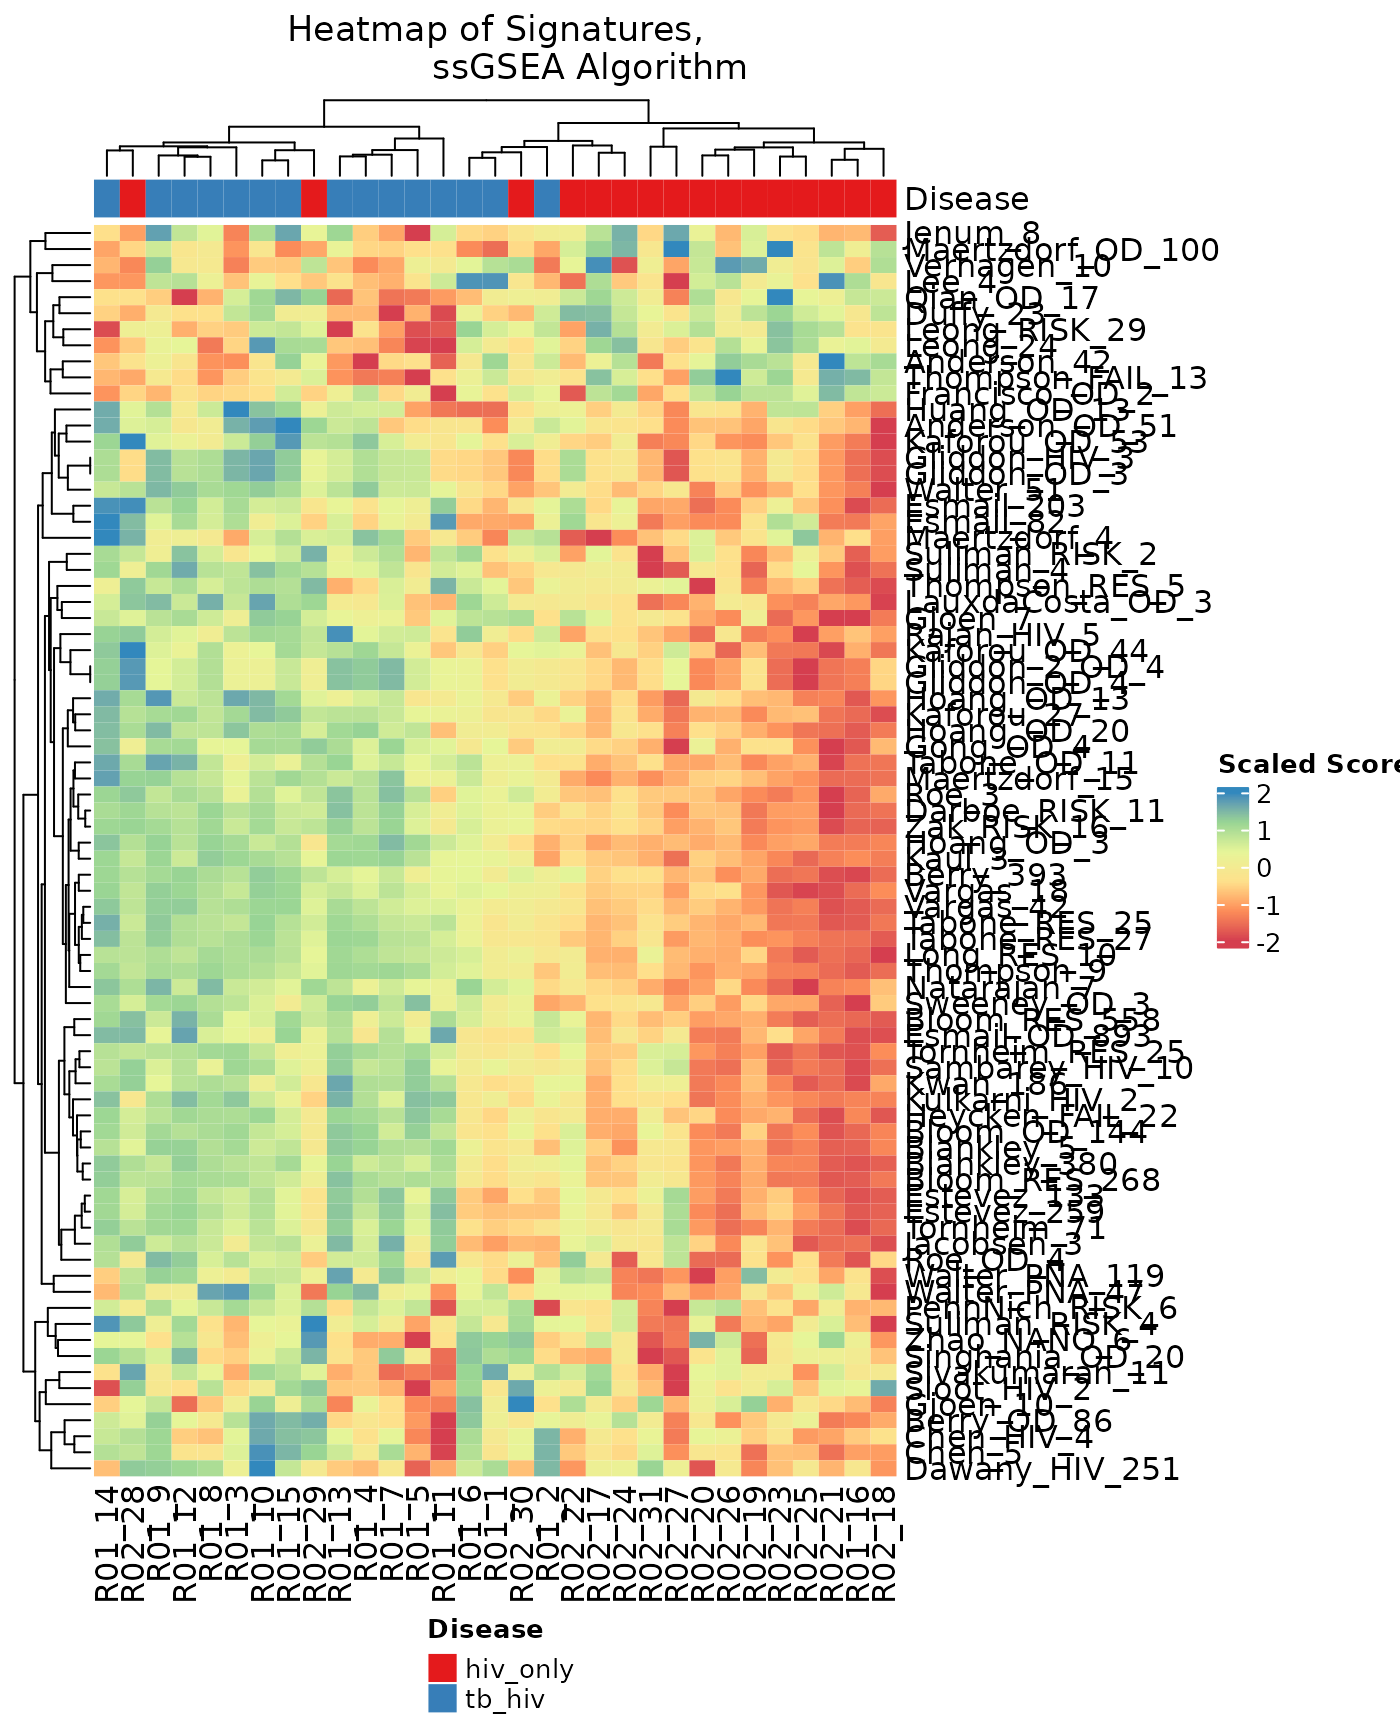 Heatmap of Signatures,
ssGSEA Algorithm
Disease
Jenum_8
Maertzdorf_OD_100
Verhagen_10
Lee_4
Qian_OD_17
Duffy_23
Leong_RISK_29
Leong_24
Anderson_42
Thompson_FAIL_13
Francisco_OD_2
Huang_OD_13
Anderson_OD_51
Kaforou_OD_53
Gliddon_HIV_3
Gliddon_OD_3
Walter_51
Esmail_203
Esmail_82
Maertzdorf_4
Suliman_RISK_2
Suliman_4
Thompson_RES_5
LauxdaCosta_OD_3
Gjoen_7
Rajan_HIV_5
Kaforou_OD_44
Gliddon_2_OD_4
Gliddon_OD_4
Hoang_OD_13
Kaforou_27
Hoang_OD_20
Gong_OD_4
Tabone_OD_11
Maertzdorf_15
Roe_3
Darboe_RISK_11
Zak_RISK_16
Hoang_OD_3
Kaul_3
Berry_393
Vargas_18
Vargas_42
Tabone_RES_25
Tabone_RES_27
Long_RES_10
Thompson_9
Natarajan_7
Sweeney_OD_3
Bloom_RES_558
Esmail_OD_893
Tornheim_RES_25
Sambarey_HIV_10
Kwan_186
Kulkarni_HIV_2
Heycken_FAIL_22
Bloom_OD_144
Blankley_5
Blankley_380
Bloom_RES_268
Estevez_133
Estevez_259
Tornheim_71
Jacobsen_3
Roe_OD_4
Walter_PNA_119
Walter_PNA_47
PennNich_RISK_6
Suliman_RISK_4
Zhao_NANO_6
Singhania_OD_20
Sivakumaran_11
Sloot_HIV_2
Gjoen_10
Berry_OD_86
Chen_HIV_4
Chen_5
Dawany_HIV_251
Scaled Score
2
1
0
-1
-2
R01_14
R02_28
R01_9
R01_12
R01_8
R01_3
R01_10
R01_15
R02_29
R01_13
R01_4
R01_7
R01_5
R01_11
R01_6
R01_1
R02_30
R01_2
R02_22
R02_17
R02_24
R02_31
R02_27
R02_20
R02_26
R02_19
R02_23
R02_25
R02_21
R01_16
R02_18
Disease
hiv_only
tb_hiv